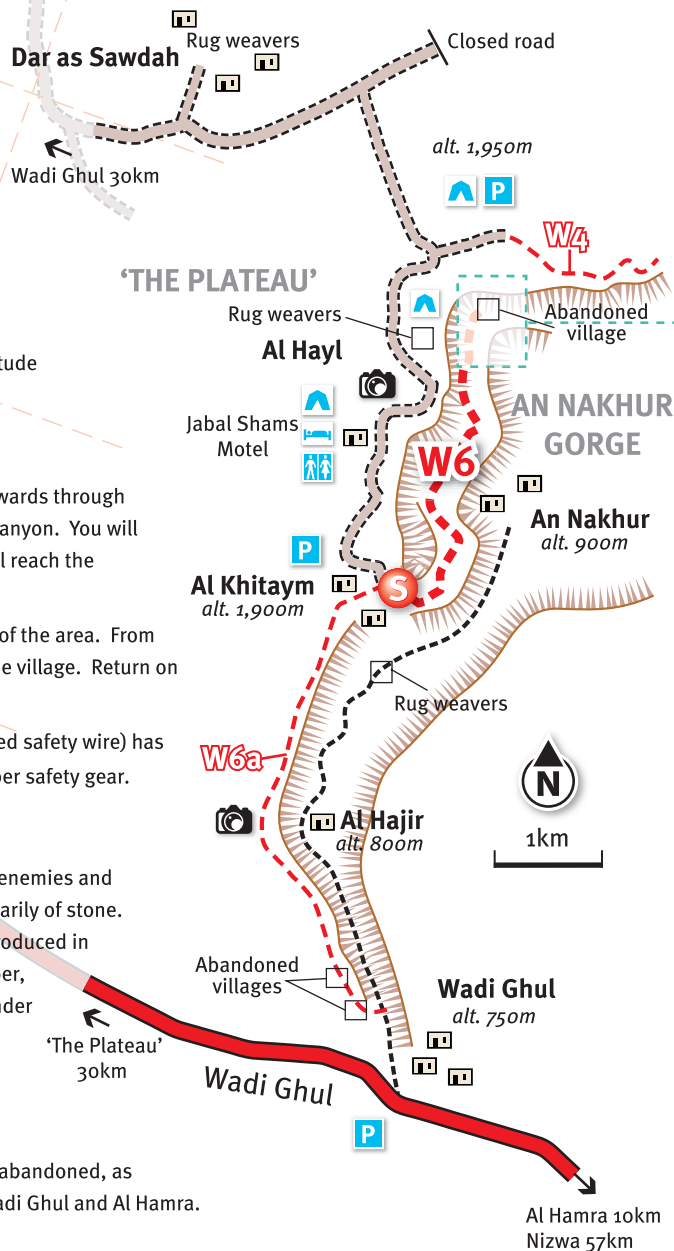 Rug weavers
Dar as Sawdah
Closed road
Wadi Ghul 30km
alt. 1,950m
P
W4
‘THE PLATEAU’
Rug weavers
Abandoned
village
Al Hayl
tude
AN NAKHUR
GORGE
Jabal Shams
Motel
W6
wards through
anyon. You will
l reach the
An Nakhur
alt. 900m
P
Al Khitaym
alt. 1,900m
S
of the area. From
e village. Return on
Rug weavers
ed safety wire) has
per safety gear.
W6a
N
Al Hajir
alt. 800m
1km
enemies and
arily of stone.
roduced in
per,
nder
Abandoned
villages
Wadi Ghul
alt. 750m
‘The Plateau’
30km
Wadi Ghul
P
abandoned, as
adi Ghul and Al Hamra.
Al Hamra 10km
Nizwa 57km